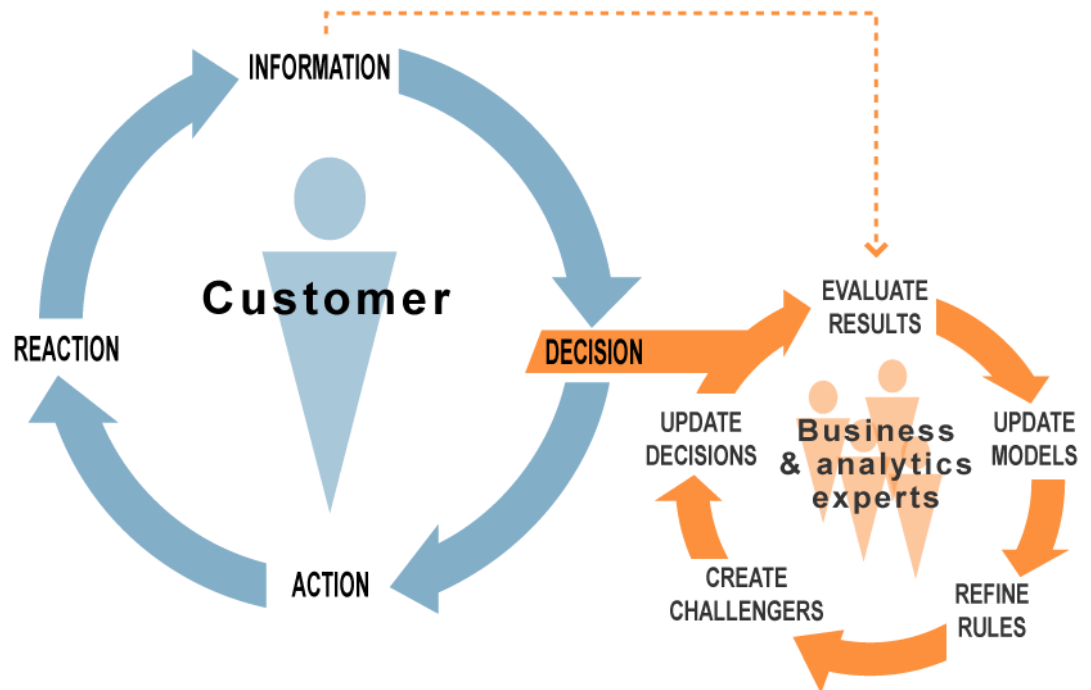 INFORMATION
Customer
REACTION
DECISION
ACTION
EVALUATE
RESULTS
UPDATE
MODELS
REFINE
RULES
CREATE
CHALLENGERS
UPDATE
DECISIONS
Business
& analytics
experts